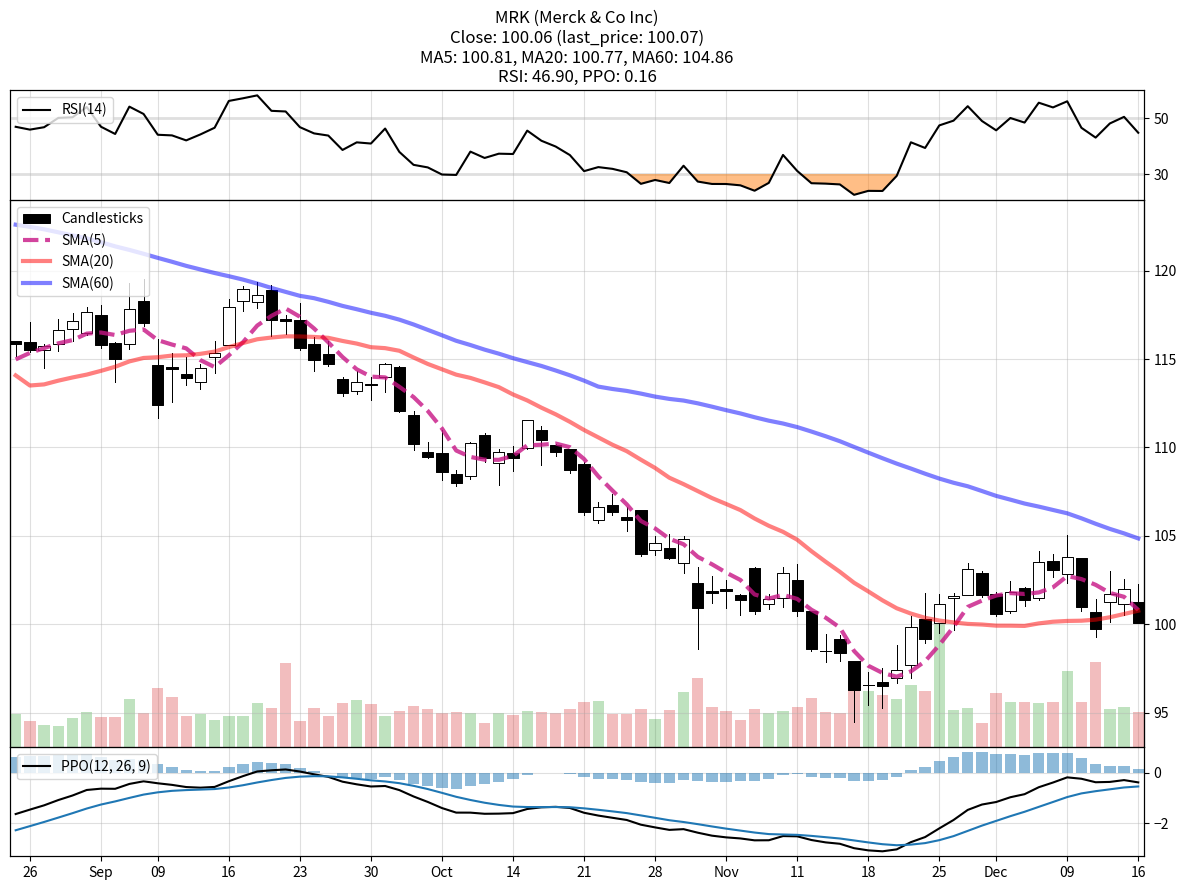 MRK (Merck & Co Inc)
Close: 100.06 (last_price: 100.07)
MA5: 100.81, MA20: 100.77, MA60: 104.86
RSI: 46.90, PPO: 0.16
RSI(14)
50
30
Candlesticks
SMA(5)
SMA(20)
SMA(60)
120
115
110
105
100
95
PPO(12, 26, 9)
0
−2
26 Sep 09 16 23 30 Oct 14 21 28 Nov 11 18 25 Dec 09 16